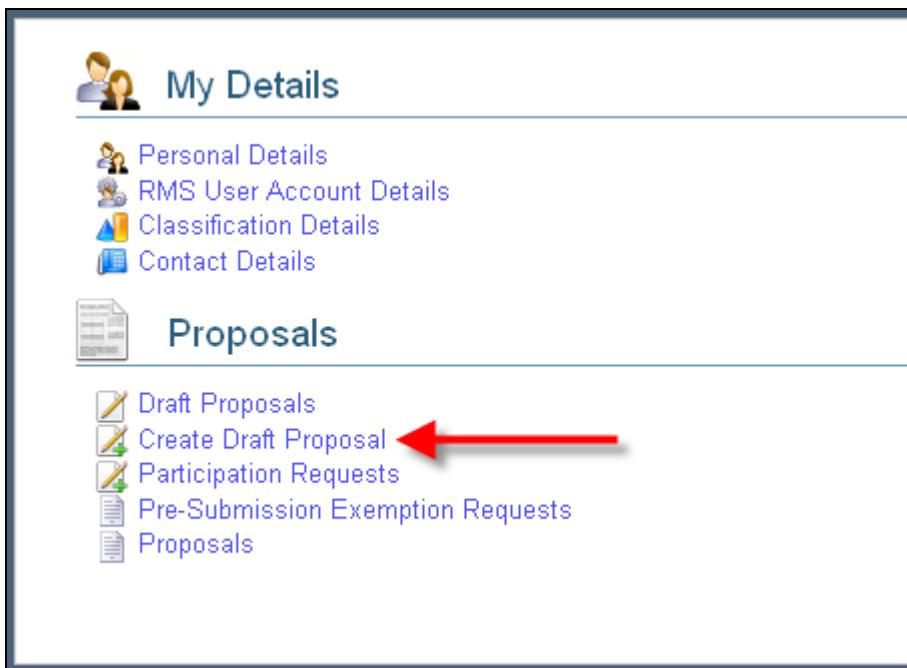 My Details
Personal Details
RMS User Account Details
Classification Details
Contact Details
Proposals
Draft Proposals
Create Draft Proposal
Participation Requests
Pre-Submission Exemption Requests
Proposals